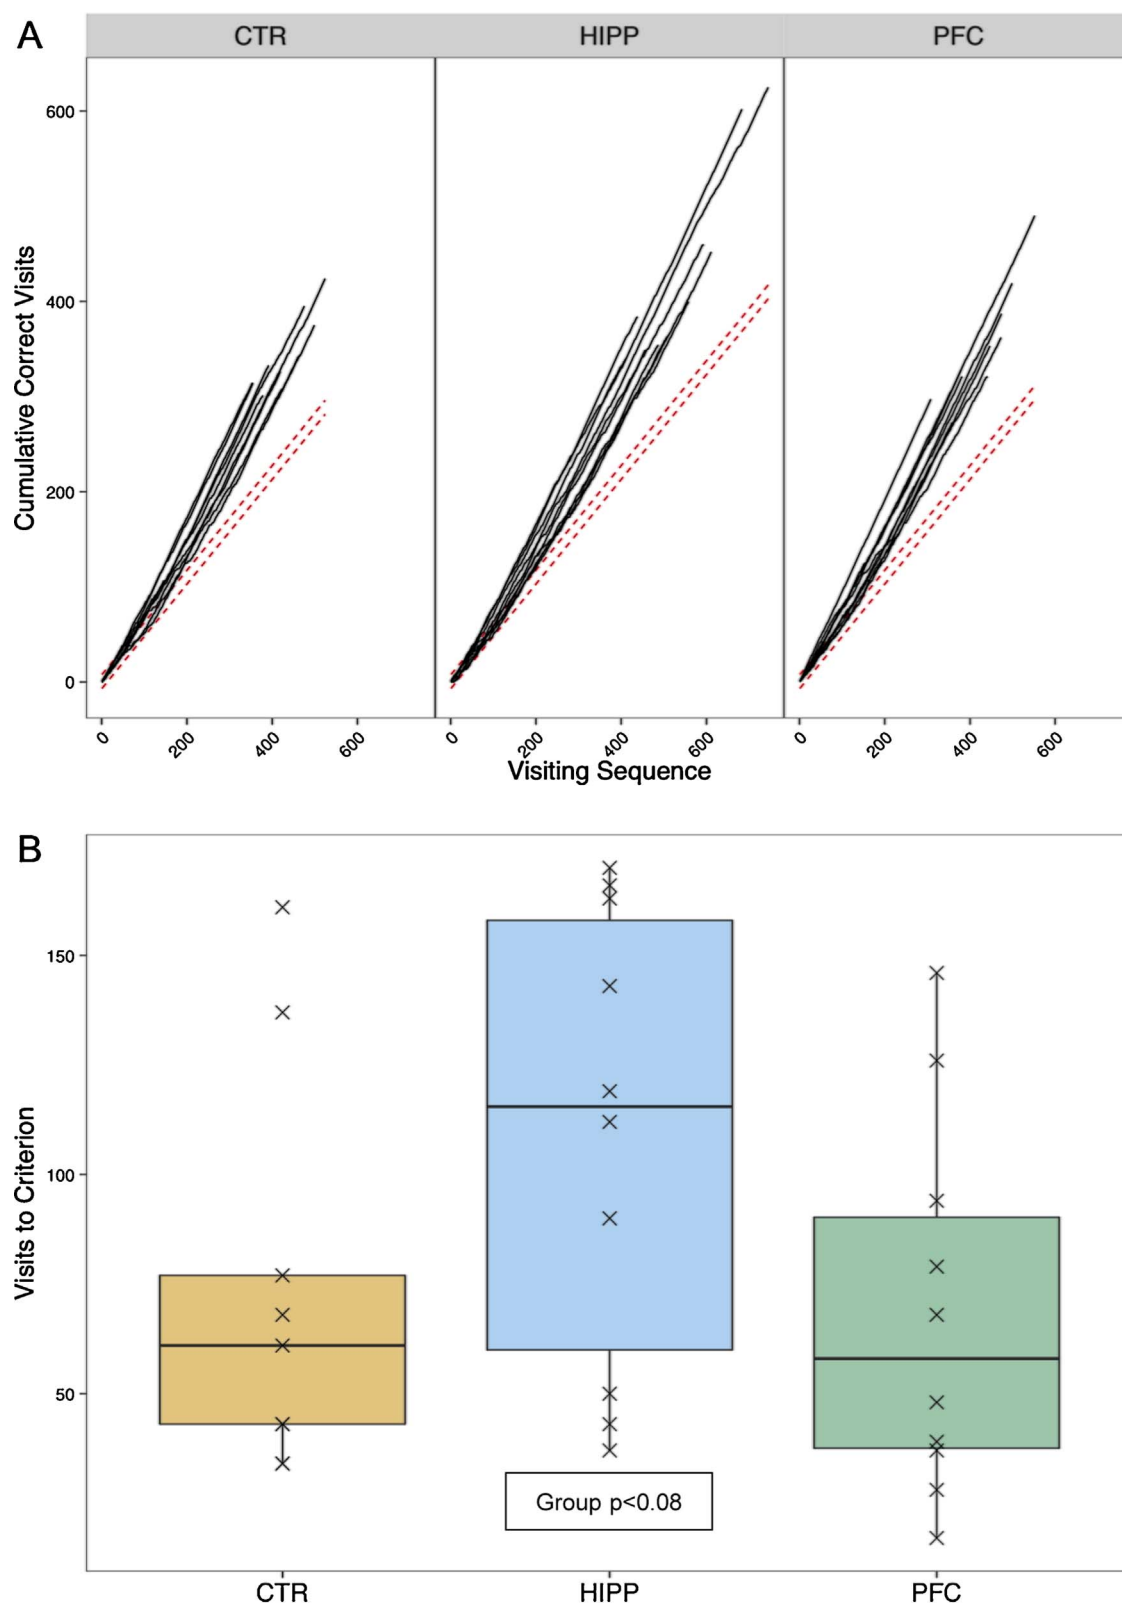 A
CTR HIPP PFC
Cumulative Correct Visits
600
400
200
0
0 200 400 600 0 200 400 600 0 200 400 600
Visiting Sequence
B
Visits to Criterion
150
100
50
Group p<0.08
CTR HIPP PFC